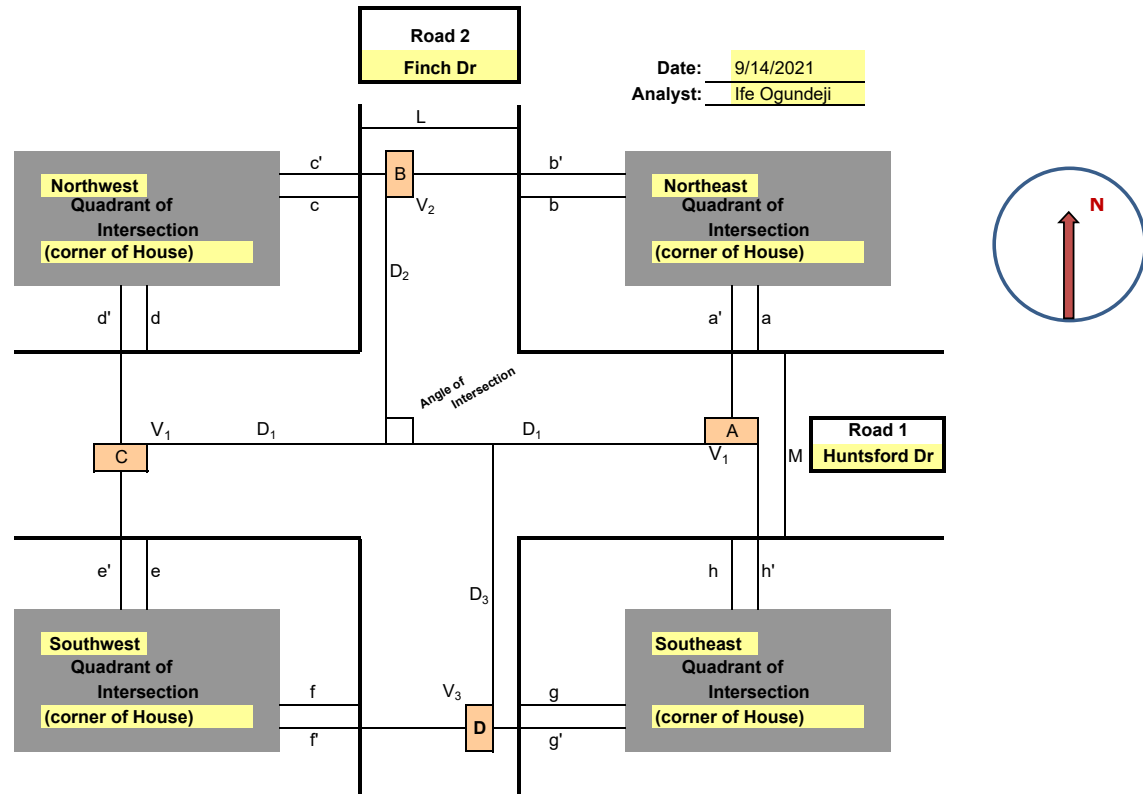 Road 2
Finch Dr
Date: 9/14/2021
Analyst: Ife Ogundeji
L
c'
B
b'
c
V2
b
Northwest
Quadrant of
Intersection
(corner of House)
Northeast
Quadrant of
Intersection
(corner of House)
N
D2
d'
d
a'
a
Angle of
Intersection
V1
D1
D1
A
V1
C
M
Road 1
Huntsford Dr
e'
e
h
h'
D3
Southwest
Quadrant of
Intersection
(corner of House)
Southeast
Quadrant of
Intersection
(corner of House)
f
V3
g
D
f'
g'